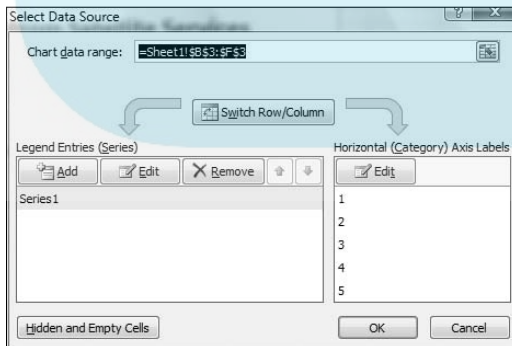 Select Data Source
Chart data range: =Sheet1!$B$3:$F$3
Switch Row/Column
Legend Entries (Series)
Horizontal (Category) Axis Labels
Add Edit Remove
Edit
Series1
1
2
3
4
5
Hidden and Empty Cells
OK Cancel